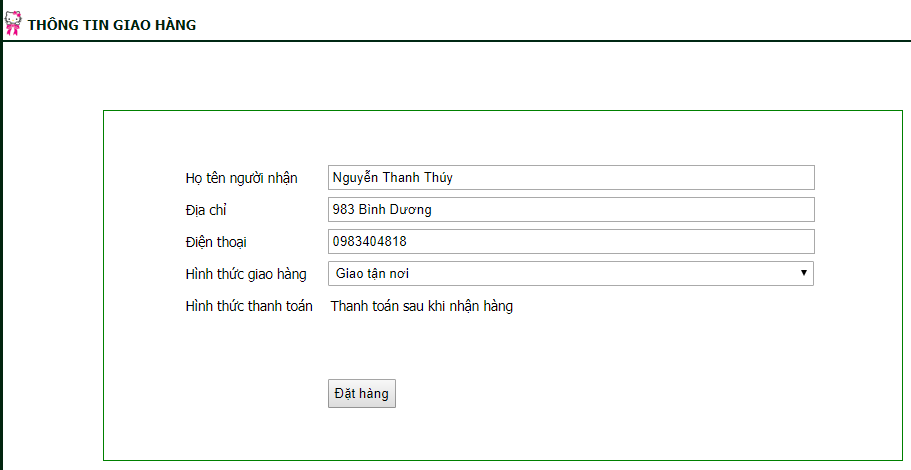 THÔNG TIN GIAO HÀNG
Họ tên người nhận Nguyễn Thanh Thúy
Địa chỉ 983 Bình Dương
Điện thoại 0983404818
Hình thức giao hàng Giao tận nơi
Hình thức thanh toán Thanh toán sau khi nhận hàng
Đặt hàng